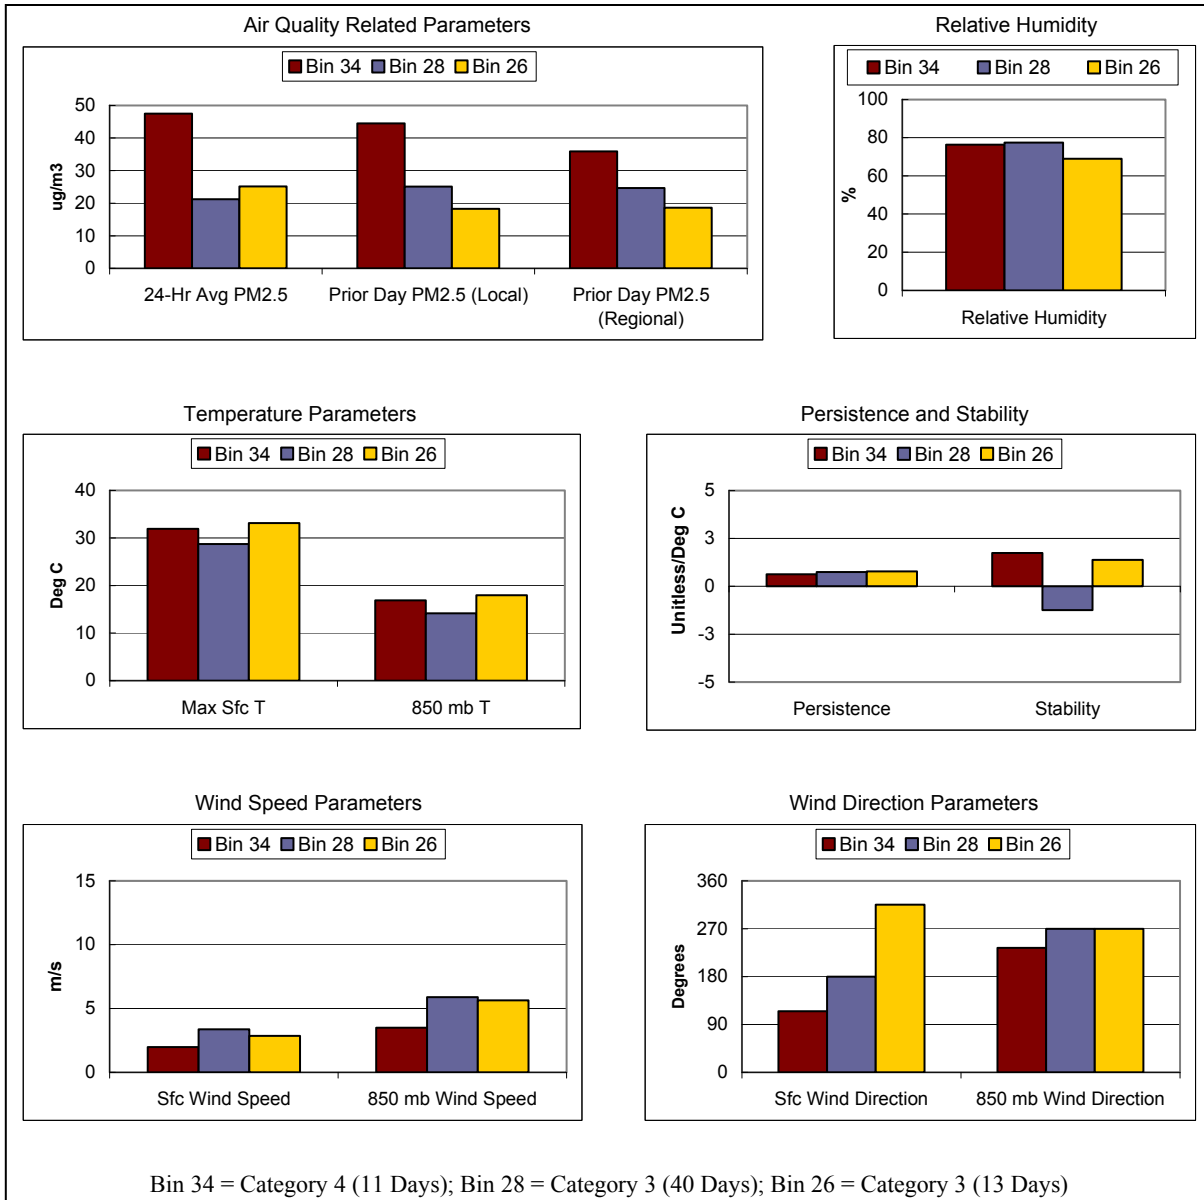 Air Quality Related Parameters
Bin 34 Bin 28 Bin 26
50
40
30
20
10
0
ug/m3
24-Hr Avg PM2.5 Prior Day PM2.5 (Local) Prior Day PM2.5
(Regional)
Relative Humidity
Bin 34 Bin 28 Bin 26
100
80
60
40
20
0
%
Relative Humidity
Temperature Parameters
Bin 34 Bin 28 Bin 26
40
30
20
10
0
Deg C
Max Sfc T 850 mb T
Persistence and Stability
Bin 34 Bin 28 Bin 26
5
3
0
-3
-5
Unitless/Deg C
Persistence Stability
Wind Speed Parameters
Bin 34 Bin 28 Bin 26
15
10
5
0
m/s
Sfc Wind Speed 850 mb Wind Speed
Wind Direction Parameters
Bin 34 Bin 28 Bin 26
360
270
180
90
0
Degrees
Sfc Wind Direction 850 mb Wind Direction
Bin 34 = Category 4 (11 Days); Bin 28 = Category 3 (40 Days); Bin 26 = Category 3 (13 Days)